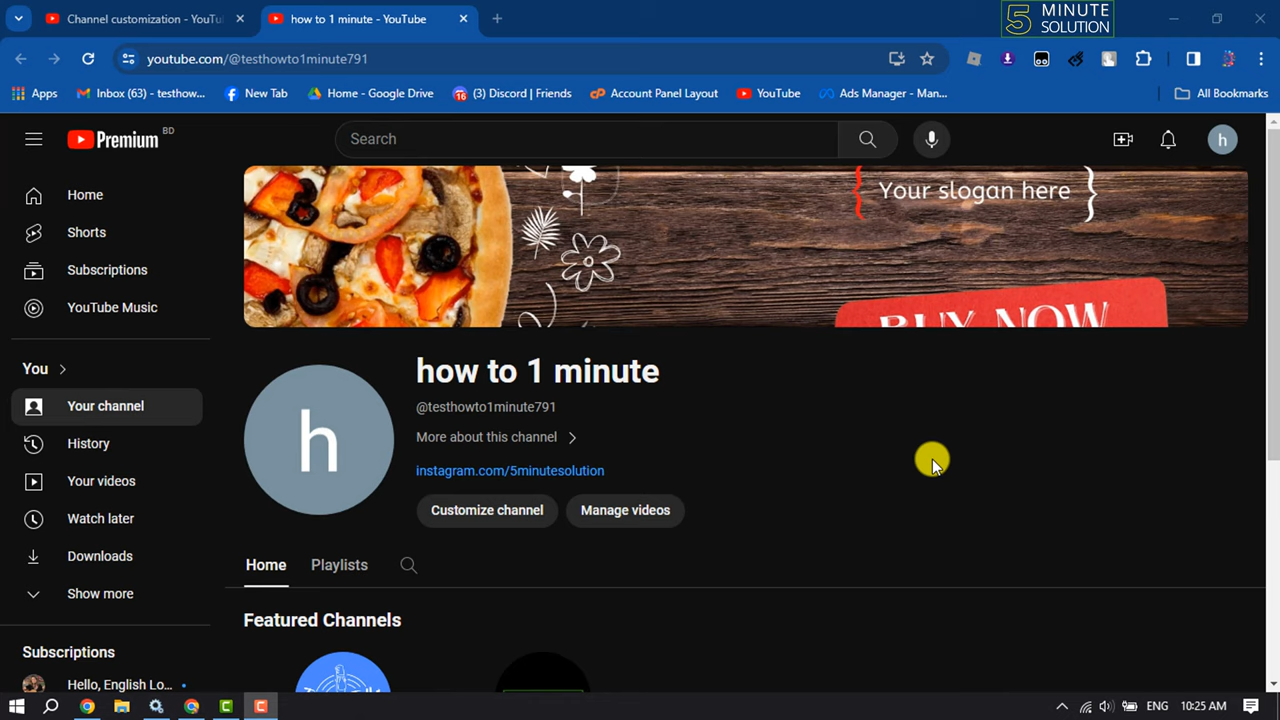 Channel customization - YouTu
how to 1 minute - YouTube
5 MINUTE
SOLUTION
youtube.com/@testhowto1minute791
Apps
Inbox (63) - testhow...
New Tab
Home - Google Drive
16
(3) Discord | Friends
Account Panel Layout
YouTube
Ads Manager - Man...
All Bookmarks
Premium BD
Search
h
Home
Shorts
Subscriptions
YouTube Music
You
Your channel
History
Your videos
Watch later
Downloads
Show more
Subscriptions
Hello, English Lo...
{ Your slogan here }
BUY NOW
h
how to 1 minute
@testhowto1minute791
More about this channel
instagram.com/5minutesolution
Customize channel
Manage videos
Home
Playlists
Featured Channels
ENG
10:25 AM